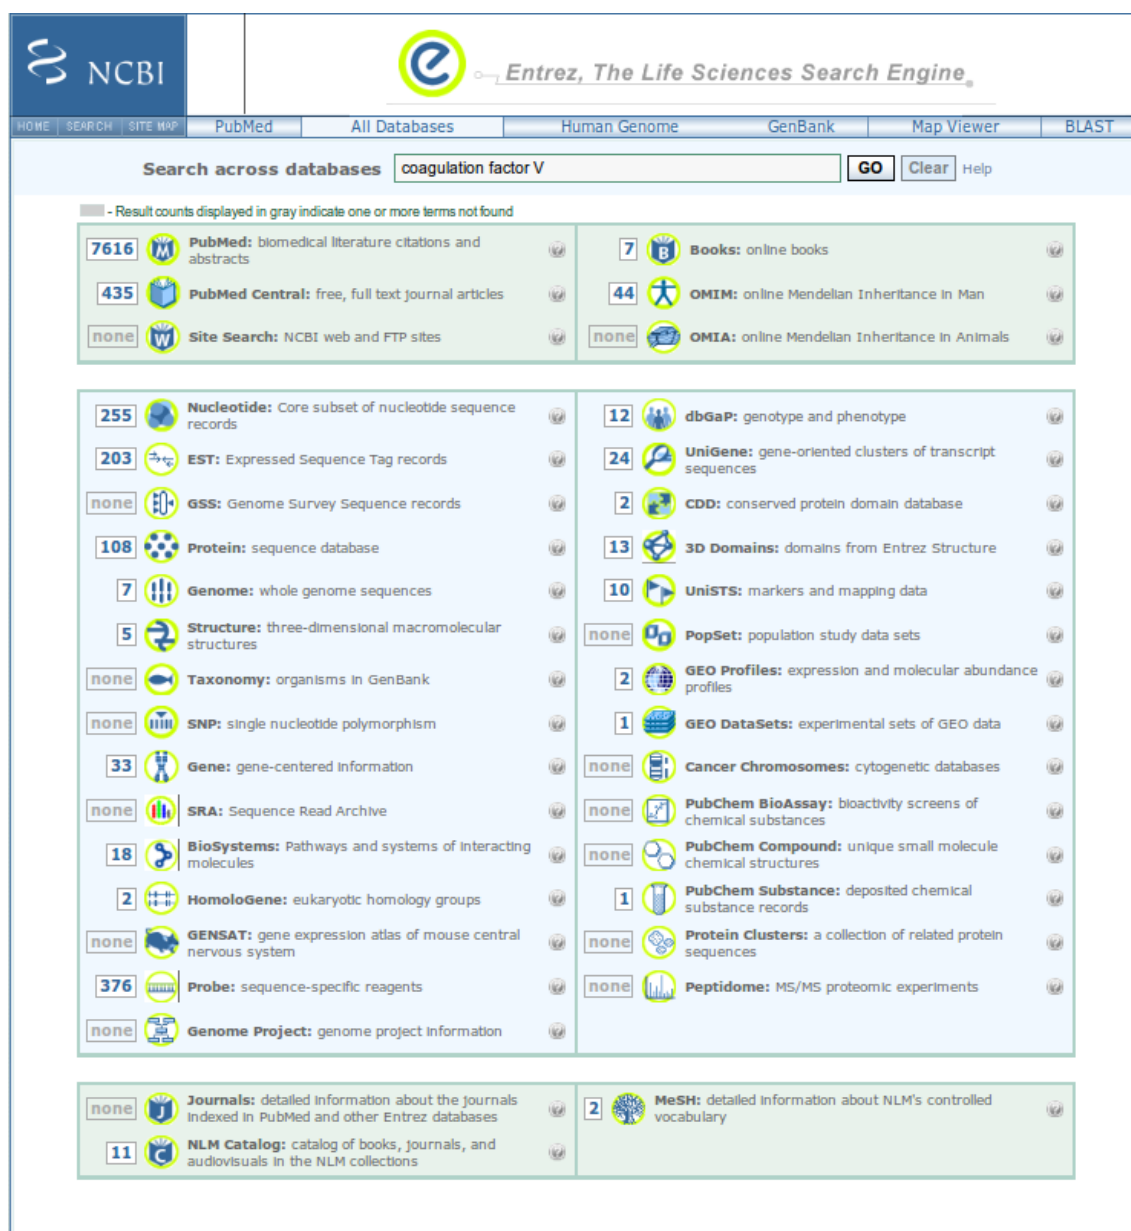 NCBI
Entrez, The Life Sciences Search Engine
HOME SEARCH SITE MAP PubMed All Databases Human Genome GenBank Map Viewer BLAST
Search across databases coagulation factor V GO Clear Help
- Result counts displayed in gray indicate one or more terms not found
7616 PubMed: biomedical literature citations and
abstracts
435 PubMed Central: free, full text journal articles
none Site Search: NCBI web and FTP sites
7 Books: online books
44 OMIM: online Mendelian Inheritance in Man
none OMIA: online Mendelian Inheritance in Animals
255 Nucleotide: Core subset of nucleotide sequence
records
203 EST: Expressed Sequence Tag records
none GSS: Genome Survey Sequence records
108 Protein: sequence database
7 Genome: whole genome sequences
5 Structure: three-dimensional macromolecular
structures
none Taxonomy: organisms in GenBank
none SNP: single nucleotide polymorphism
33 Gene: gene-centered information
none SRA: Sequence Read Archive
18 BioSystems: Pathways and systems of interacting
molecules
2 HomoloGene: eukaryotic homology groups
none GENSAT: gene expression atlas of mouse central
nervous system
376 Probe: sequence-specific reagents
none Genome Project: genome project information
12 dbGaP: genotype and phenotype
24 UniGene: gene-oriented clusters of transcript
sequences
2 CDD: conserved protein domain database
13 3D Domains: domains from Entrez Structure
10 UniSTS: markers and mapping data
none PopSet: population study data sets
2 GEO Profiles: expression and molecular abundance
profiles
1 GEO DataSets: experimental sets of GEO data
none Cancer Chromosomes: cytogenetic databases
none PubChem BioAssay: bioactivity screens of
chemical substances
none PubChem Compound: unique small molecule
chemical structures
1 PubChem Substance: deposited chemical
substance records
none Protein Clusters: a collection of related protein
sequences
none Peptidome: MS/MS proteomic experiments
none Journals: detailed information about the journals
indexed in PubMed and other Entrez databases
11 NLM Catalog: catalog of books, journals, and
audiovisuals in the NLM collections
2 MeSH: detailed information about NLM's controlled
vocabulary